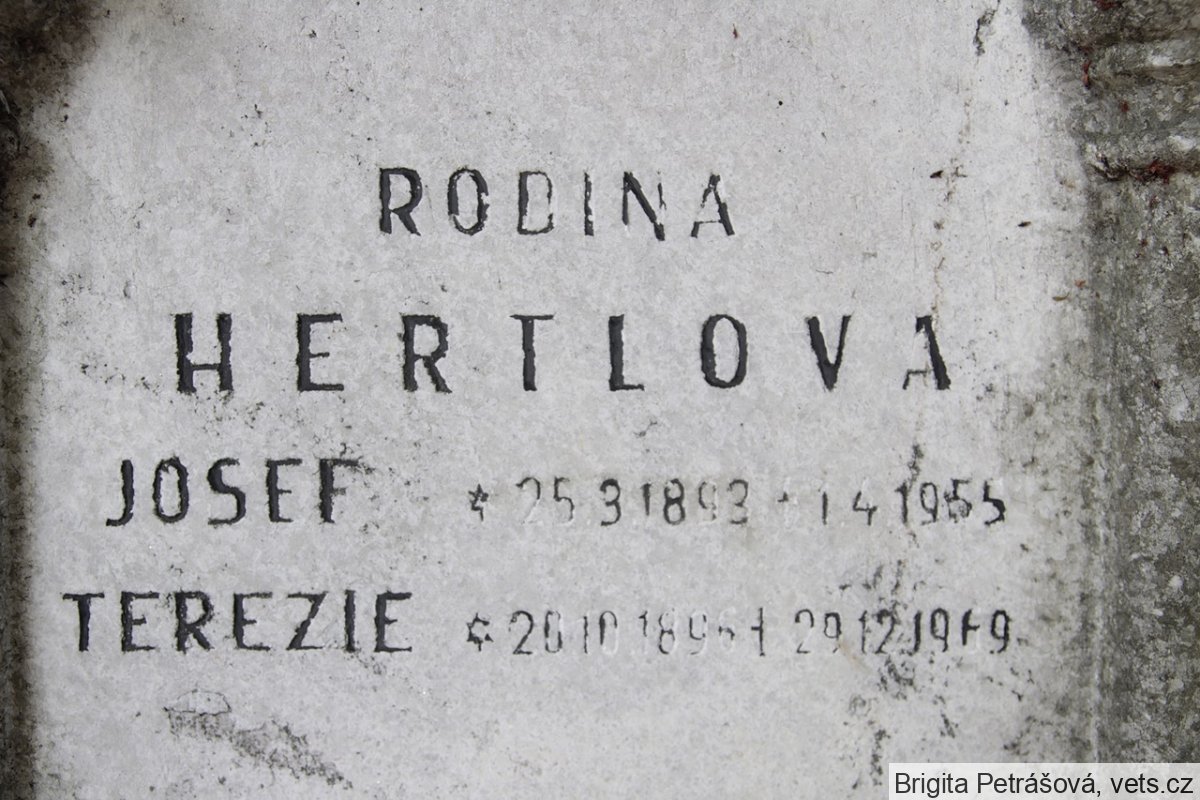 RODINA
HERTLOVA
JOSEF * 25.3.1893 † 1.4.1955
TEREZIE * 20.10.1896 † 29.12.1969
Brigita Petrášová, vets.cz